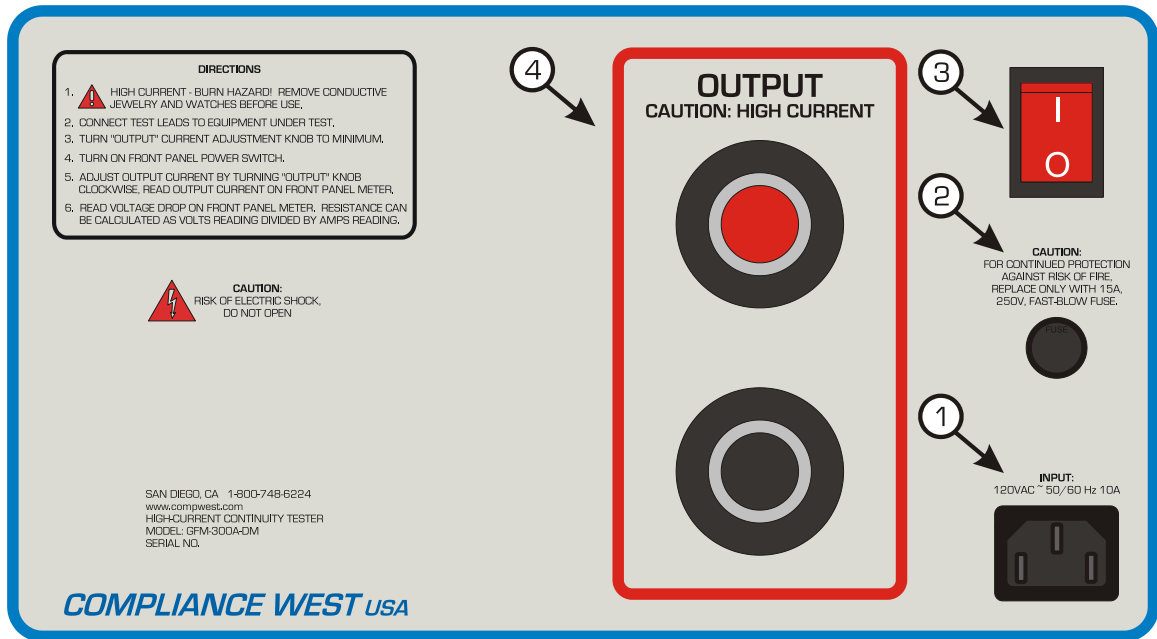 DIRECTIONS
1. HIGH CURRENT - BURN HAZARD! REMOVE CONDUCTIVE
JEWELRY AND WATCHES BEFORE USE.
2. CONNECT TEST LEADS TO EQUIPMENT UNDER TEST.
3. TURN "OUTPUT" CURRENT ADJUSTMENT KNOB TO MINIMUM.
4. TURN ON FRONT PANEL POWER SWITCH.
5. ADJUST OUTPUT CURRENT BY TURNING "OUTPUT" KNOB
CLOCKWISE, READ OUTPUT CURRENT ON FRONT PANEL METER.
6. READ VOLTAGE DROP ON FRONT PANEL METER. RESISTANCE CAN
BE CALCULATED AS VOLTS READING DIVIDED BY AMPS READING.
CAUTION:
RISK OF ELECTRIC SHOCK,
DO NOT OPEN
SAN DIEGO, CA 1-800-748-6224
www.compwest.com
HIGH-CURRENT CONTINUITY TESTER
MODEL: GFM-300A-DM
SERIAL NO.
COMPLIANCE WEST USA
4
OUTPUT
CAUTION: HIGH CURRENT
3
I
O
2
CAUTION:
FOR CONTINUED PROTECTION
AGAINST RISK OF FIRE,
REPLACE ONLY WITH 15A,
250V, FAST-BLOW FUSE.
FUSE
1
INPUT:
120VAC ~ 50/60 Hz 10A